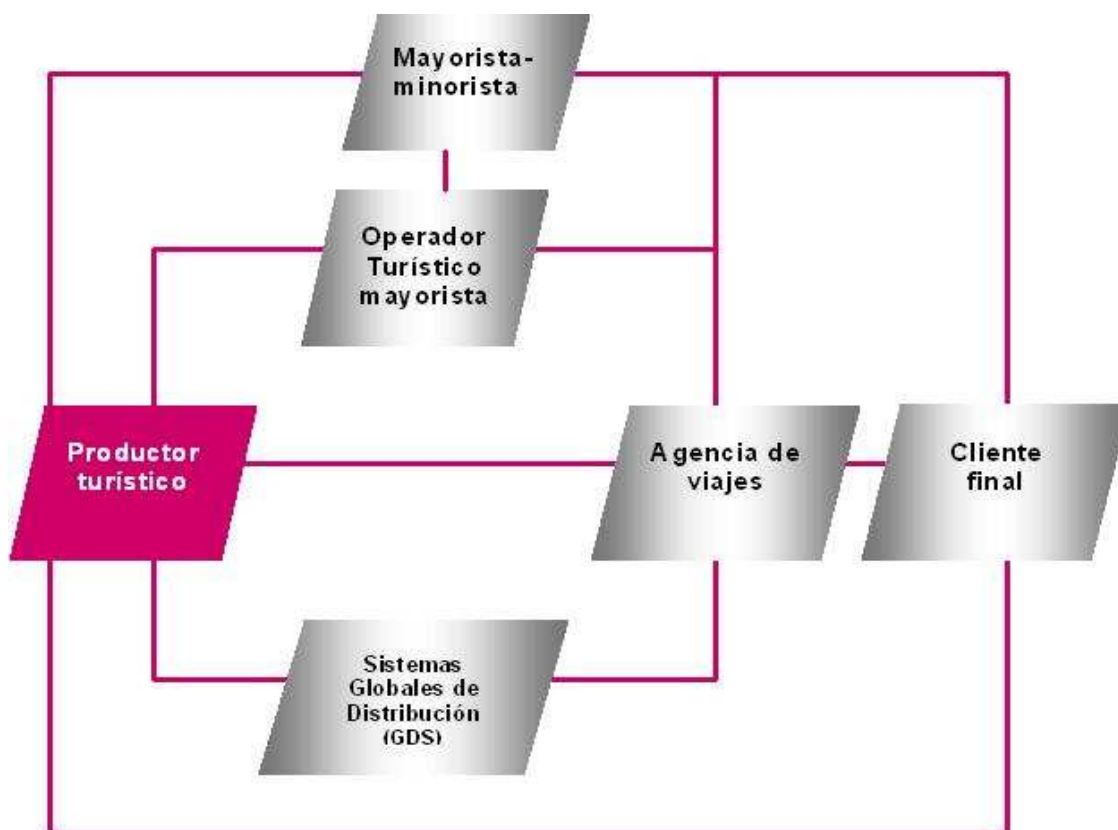 Mayorista-
minorista
Operador
Turístico
mayorista
Productor
turístico
Agencia de
viajes
Cliente
final
Sistemas
Globales de
Distribución
(GDS)